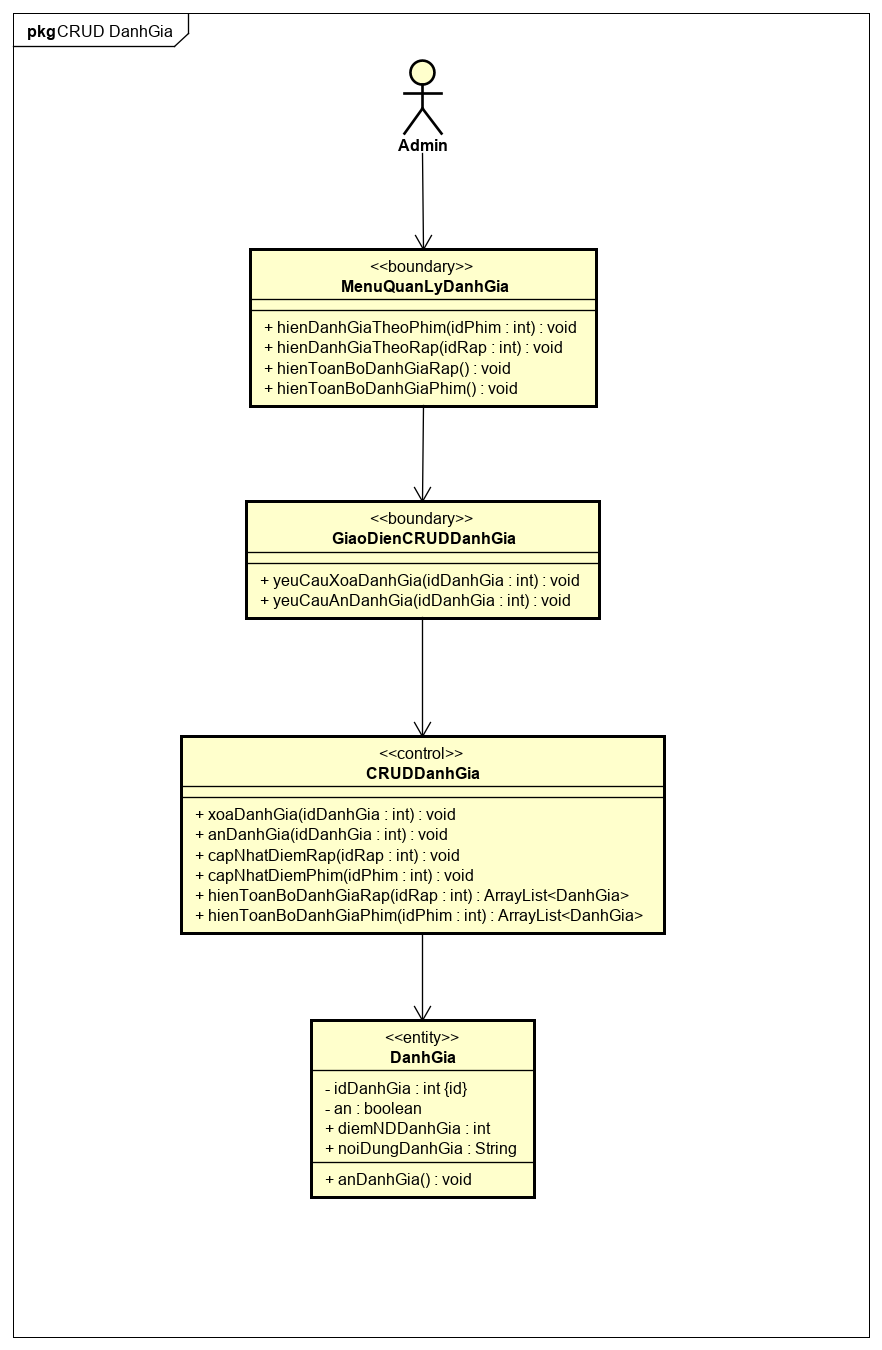 pkg CRUD DanhGia
Admin
<<boundary>>
MenuQuanLyDanhGia
+ hienDanhGiaTheoPhim(idPhim : int) : void
+ hienDanhGiaTheoRap(idRap : int) : void
+ hienToanBoDanhGiaRap() : void
+ hienToanBoDanhGiaPhim() : void
<<boundary>>
GiaoDienCRUDDanhGia
+ yeuCauXoaDanhGia(idDanhGia : int) : void
+ yeuCauAnDanhGia(idDanhGia : int) : void
<<control>>
CRUDDanhGia
+ xoaDanhGia(idDanhGia : int) : void
+ anDanhGia(idDanhGia : int) : void
+ capNhatDiemRap(idRap : int) : void
+ capNhatDiemPhim(idPhim : int) : void
+ hienToanBoDanhGiaRap(idRap : int) : ArrayList<DanhGia>
+ hienToanBoDanhGiaPhim(idPhim : int) : ArrayList<DanhGia>
<<entity>>
DanhGia
- idDanhGia : int {id}
- an : boolean
+ diemNDDanhGia : int
+ noiDungDanhGia : String
+ anDanhGia() : void